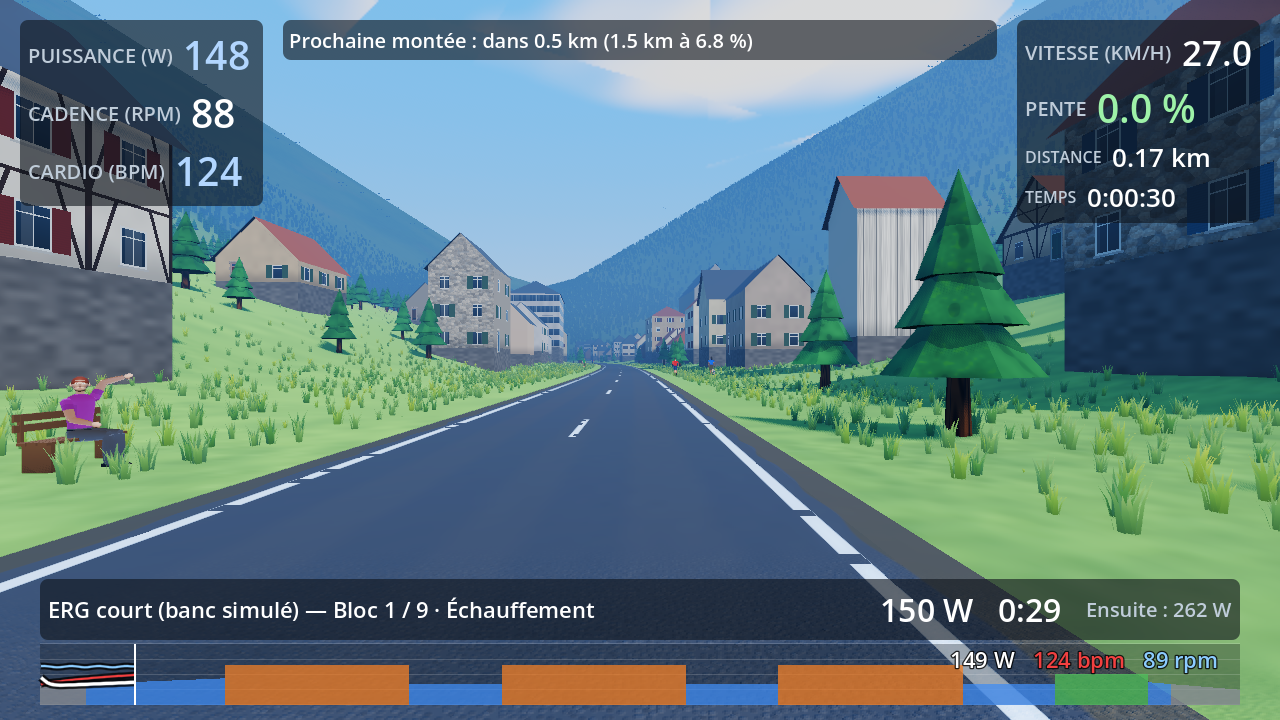 PUISSANCE (W) 148
CADENCE (RPM) 88
CARDIO (BPM) 124
Prochaine montée : dans 0.5 km (1.5 km à 6.8 %)
VITESSE (KM/H) 27.0
PENTE 0.0 %
DISTANCE 0.17 km
TEMPS 0:00:30
ERG court (banc simulé) — Bloc 1 / 9 · Échauffement 150 W 0:29 Ensuite : 262 W
149 W 124 bpm 89 rpm